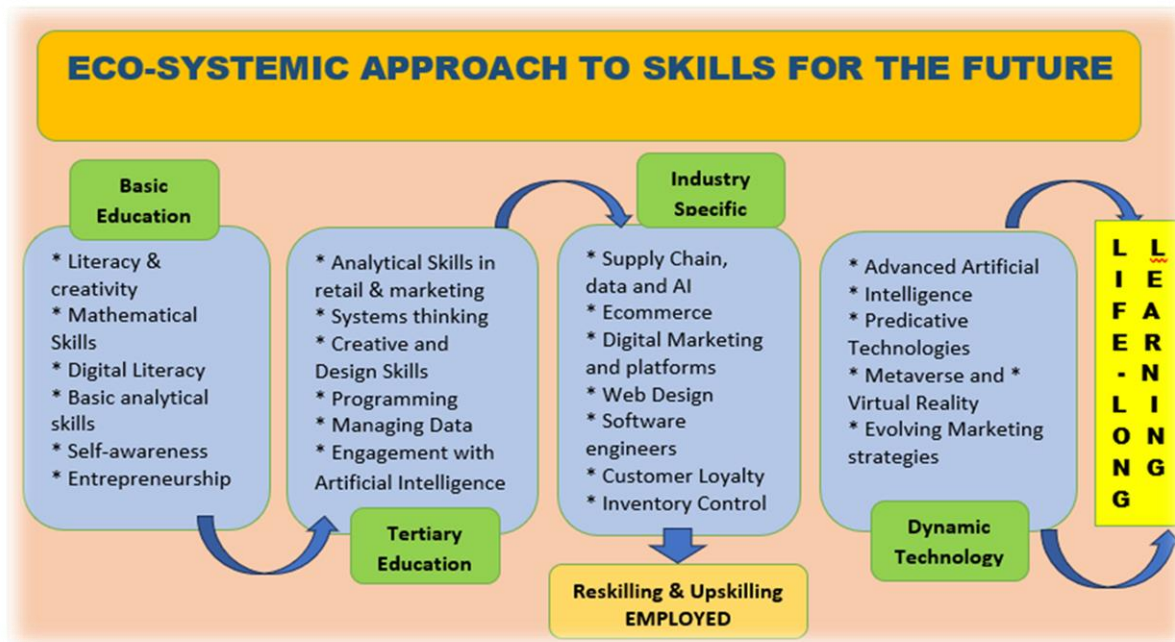 ECO-SYSTEMIC APPROACH TO SKILLS FOR THE FUTURE
Basic
Education
* Literacy &
creativity
* Mathematical
Skills
* Digital Literacy
* Basic analytical
skills
* Self-awareness
* Entrepreneurship
* Analytical Skills in
retail & marketing
* Systems thinking
* Creative and
Design Skills
* Programming
* Managing Data
* Engagement with
Artificial Intelligence
Tertiary
Education
Industry
Specific
* Supply Chain,
data and AI
* Ecommerce
* Digital Marketing
and platforms
* Web Design
* Software
engineers
* Customer Loyalty
* Inventory Control
Reskilling & Upskilling
EMPLOYED
* Advanced Artificial
* Intelligence
* Predicative
Technologies
* Metaverse and *
Virtual Reality
* Evolving Marketing
strategies
Dynamic
Technology
LIFE-LONG
LEARNING